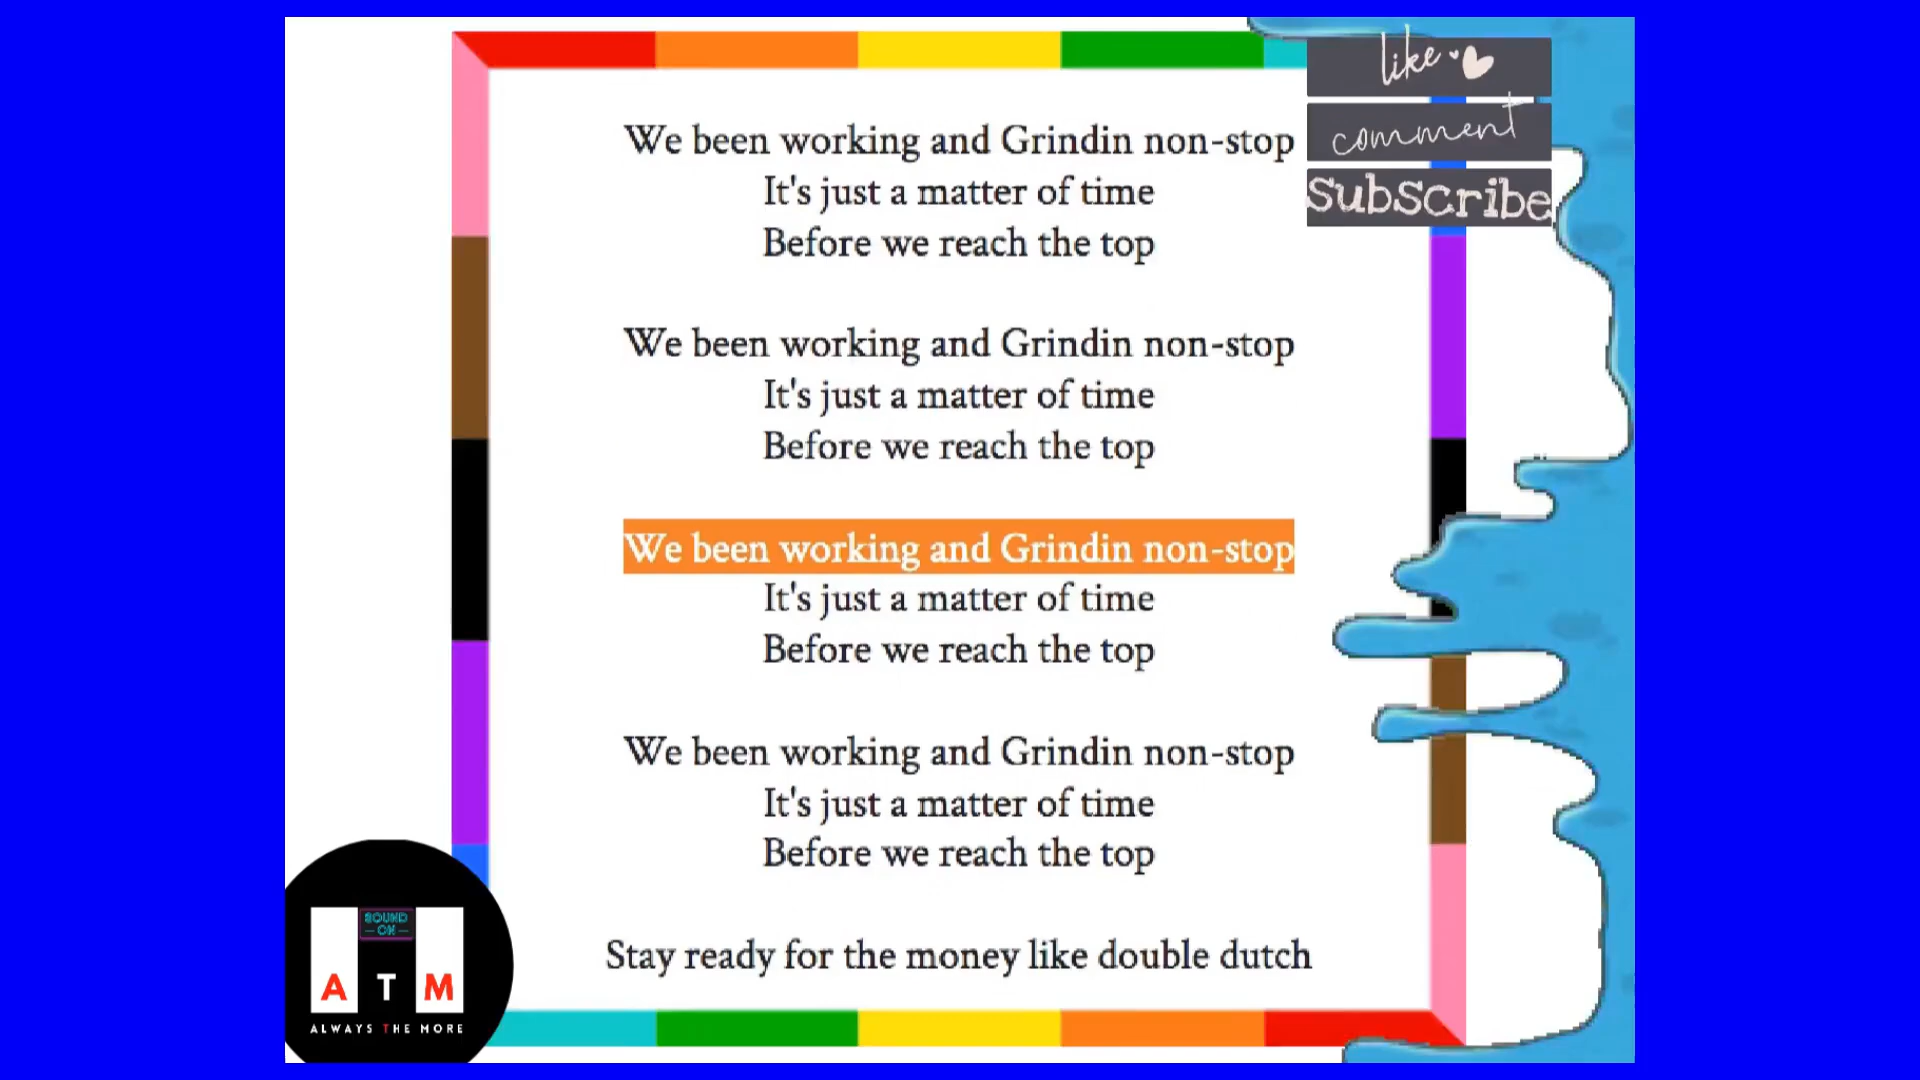 like
comment
subscribe
We been working and Grindin non-stop
It's just a matter of time
Before we reach the top
We been working and Grindin non-stop
It's just a matter of time
Before we reach the top
We been working and Grindin non-stop
It's just a matter of time
Before we reach the top
We been working and Grindin non-stop
It's just a matter of time
Before we reach the top
Stay ready for the money like double dutch
SOUND
ON
A T M
ALWAYS THE MORE